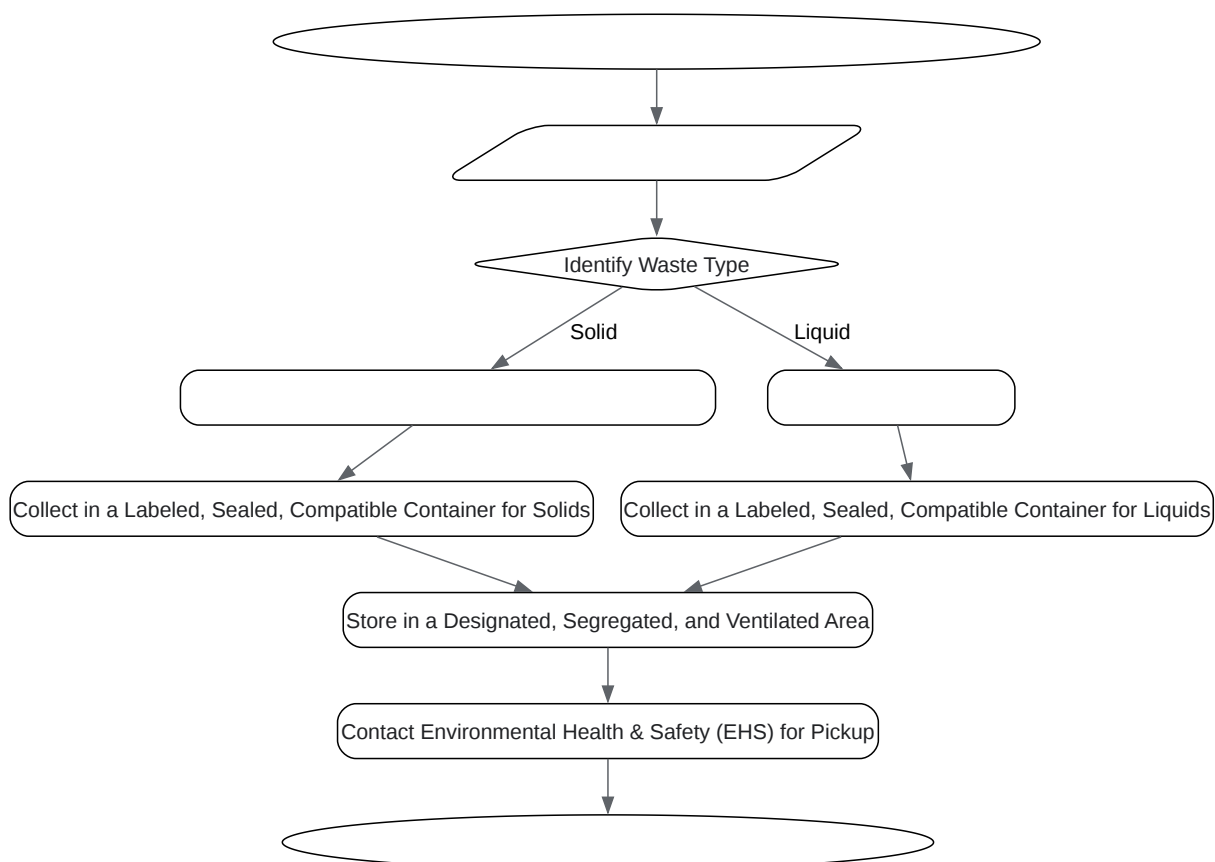 Identify Waste Type
Solid
Liquid
Collect in a Labeled, Sealed, Compatible Container for Solids
Collect in a Labeled, Sealed, Compatible Container for Liquids
Store in a Designated, Segregated, and Ventilated Area
Contact Environmental Health & Safety (EHS) for Pickup